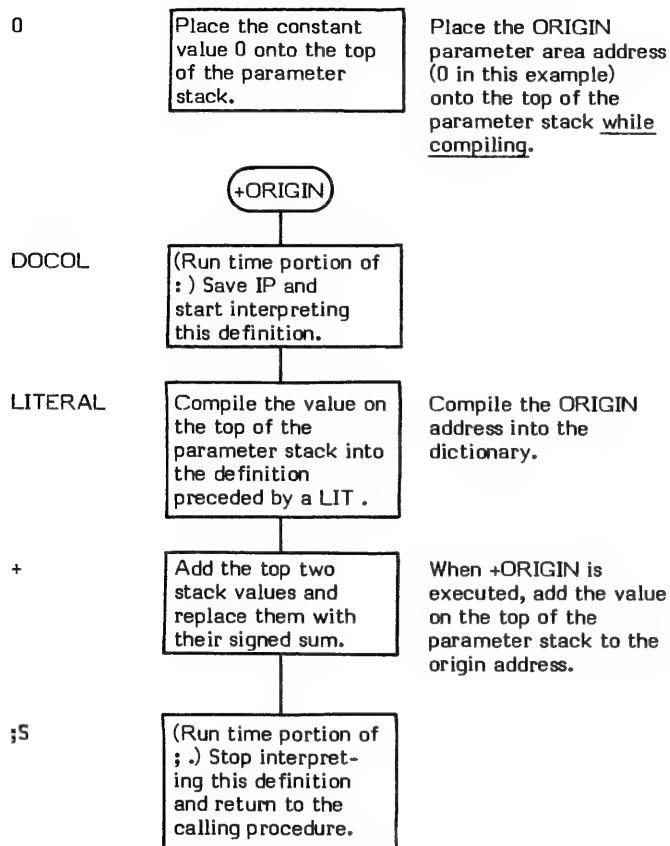 0
Place the constant
value 0 onto the top
of the parameter
stack.
Place the ORIGIN
parameter area address
(0 in this example)
onto the top of the
parameter stack while
compiling.
+ORIGIN
DOCOL
(Run time portion of
: ) Save IP and
start interpreting
this definition.
LITERAL
Compile the value on
the top of the
parameter stack into
the definition
preceded by a LIT .
Compile the ORIGIN
address into the
dictionary.
+
Add the top two
stack values and
replace them with
their signed sum.
When +ORIGIN is
executed, add the value
on the top of the
parameter stack to the
origin address.
;S
(Run time portion of
; .) Stop interpret-
ing this definition
and return to the
calling procedure.